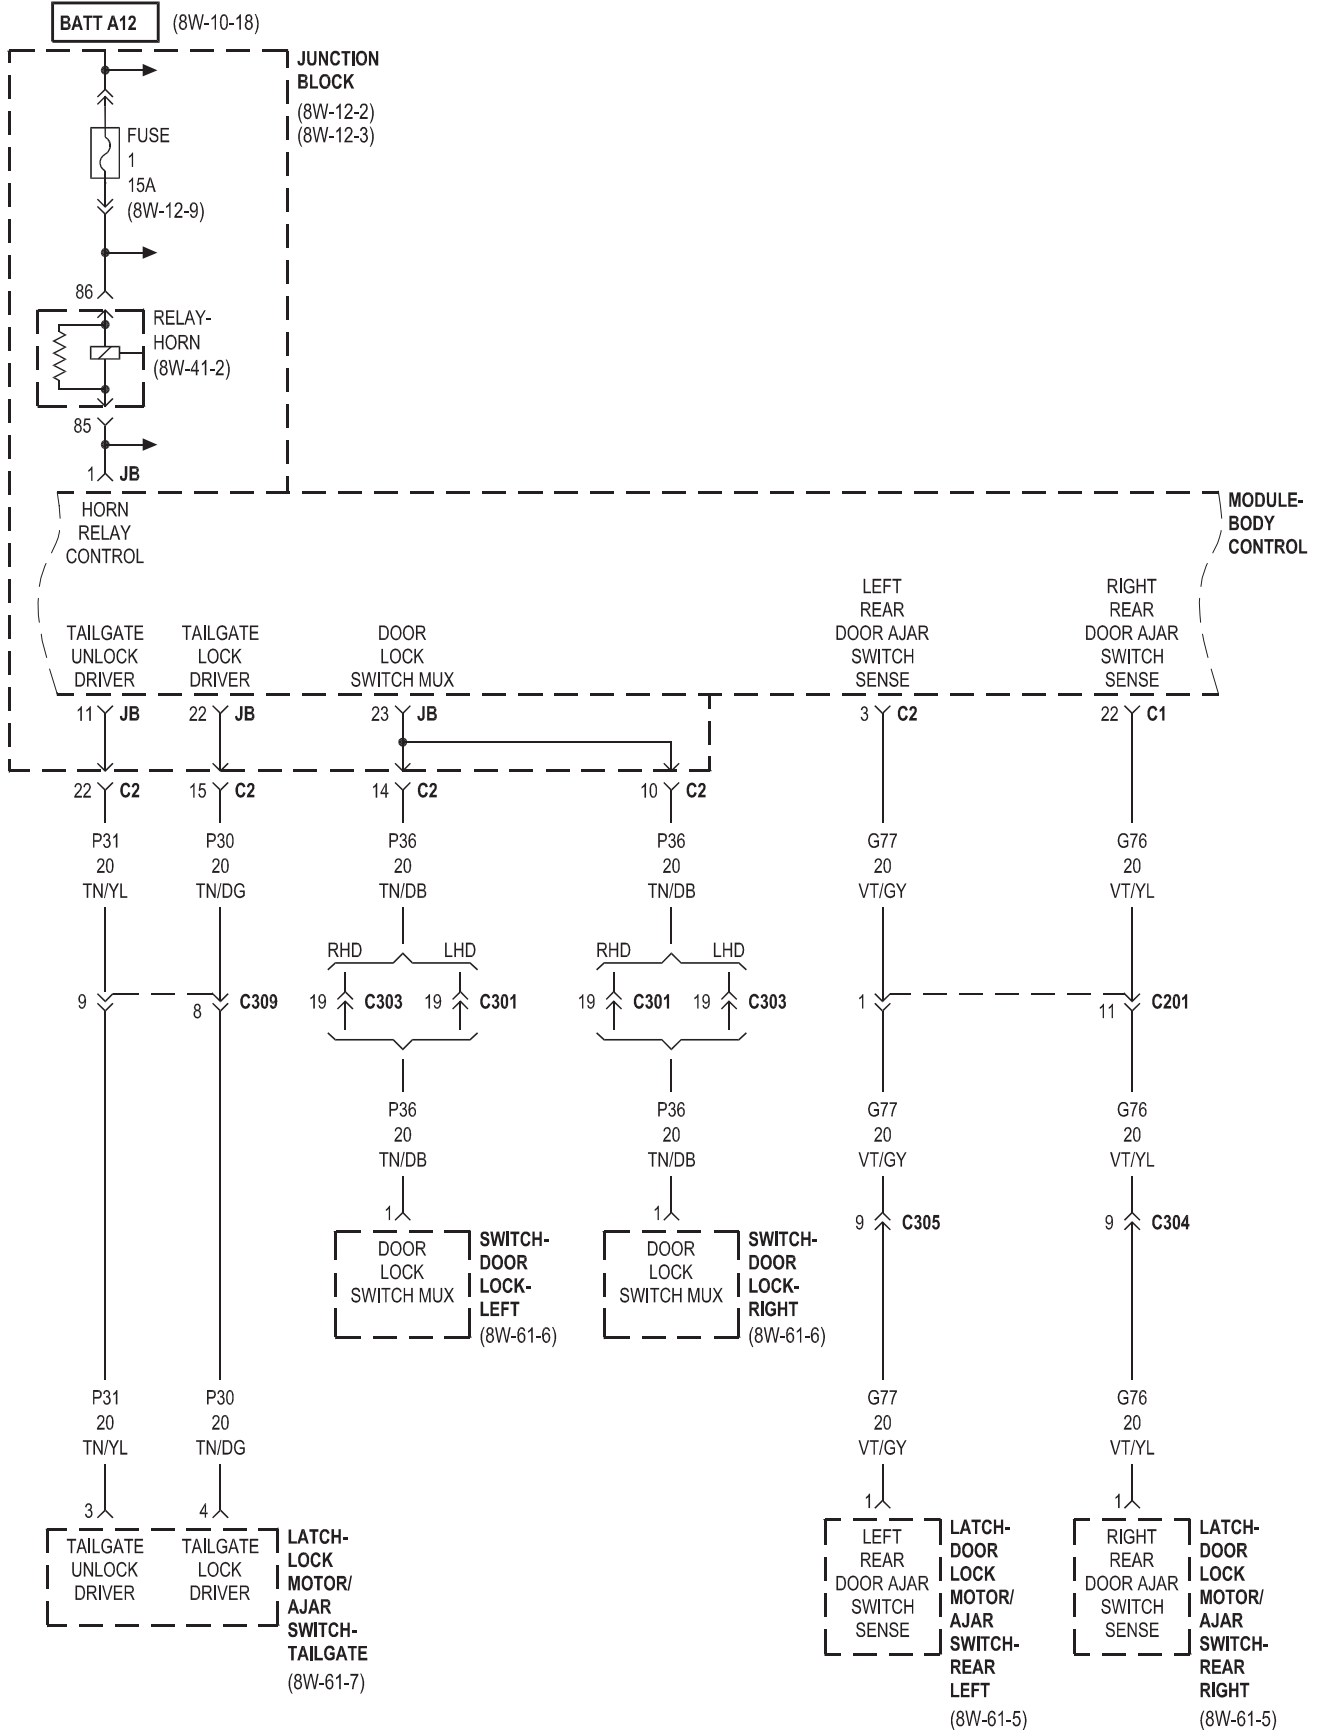 BATT A12
(8W-10-18)
JUNCTION
BLOCK
(8W-12-2)
(8W-12-3)
FUSE
1
15A
(8W-12-9)
86
RELAY-
HORN
(8W-41-2)
85
1 JB
HORN
RELAY
CONTROL
MODULE-
BODY
CONTROL
TAILGATE
UNLOCK
DRIVER
TAILGATE
LOCK
DRIVER
DOOR
LOCK
SWITCH MUX
LEFT
REAR
DOOR AJAR
SWITCH
SENSE
RIGHT
REAR
DOOR AJAR
SWITCH
SENSE
11 JB
22 JB
23 JB
3 C2
22 C1
22 C2
15 C2
14 C2
10 C2
P31
20
TN/YL
P30
20
TN/DG
P36
20
TN/DB
P36
20
TN/DB
G77
20
VT/GY
G76
20
VT/YL
RHD
LHD
RHD
LHD
9
8
C309
19 C303
19 C301
19 C301
19 C303
1
11
C201
P36
20
TN/DB
P36
20
TN/DB
G77
20
VT/GY
G76
20
VT/YL
1
1
9 C305
9 C304
DOOR
LOCK
SWITCH MUX
SWITCH-
DOOR
LOCK-
LEFT
(8W-61-6)
DOOR
LOCK
SWITCH MUX
SWITCH-
DOOR
LOCK-
RIGHT
(8W-61-6)
P31
20
TN/YL
P30
20
TN/DG
G77
20
VT/GY
G76
20
VT/YL
3
4
1
1
TAILGATE
UNLOCK
DRIVER
TAILGATE
LOCK
DRIVER
LATCH-
LOCK
MOTOR/
AJAR
SWITCH-
TAILGATE
(8W-61-7)
LEFT
REAR
DOOR AJAR
SWITCH
SENSE
LATCH-
DOOR
LOCK
MOTOR/
AJAR
SWITCH-
REAR
LEFT
(8W-61-5)
RIGHT
REAR
DOOR AJAR
SWITCH
SENSE
LATCH-
DOOR
LOCK
MOTOR/
AJAR
SWITCH-
REAR
RIGHT
(8W-61-5)